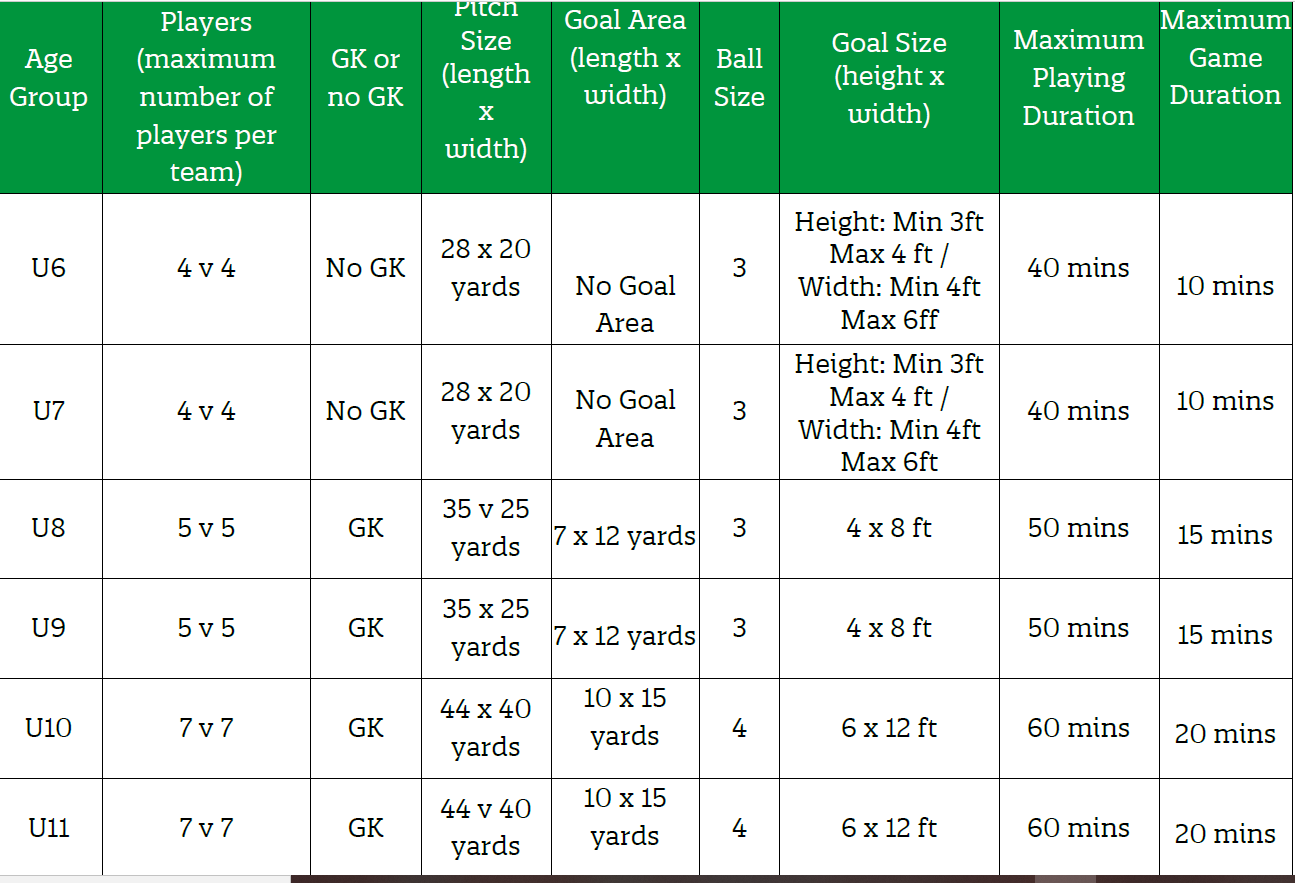 Age
Group
Players
(maximum
number of
players per
team)
GK or
no GK
Pitch
Size
(length
x
width)
Goal Area
(length x
width)
Ball
Size
Goal Size
(height x
width)
Maximum
Playing
Duration
Maximum
Game
Duration
U6
4 v 4
No GK
28 x 20
yards
No Goal
Area
3
Height: Min 3ft
Max 4 ft /
Width: Min 4ft
Max 6ff
40 mins
10 mins
U7
4 v 4
No GK
28 x 20
yards
No Goal
Area
3
Height: Min 3ft
Max 4 ft /
Width: Min 4ft
Max 6ft
40 mins
10 mins
U8
5 v 5
GK
35 v 25
yards
7 x 12 yards
3
4 x 8 ft
50 mins
15 mins
U9
5 v 5
GK
35 x 25
yards
7 x 12 yards
3
4 x 8 ft
50 mins
15 mins
U10
7 v 7
GK
44 x 40
yards
10 x 15
yards
4
6 x 12 ft
60 mins
20 mins
U11
7 v 7
GK
44 v 40
yards
10 x 15
yards
4
6 x 12 ft
60 mins
20 mins